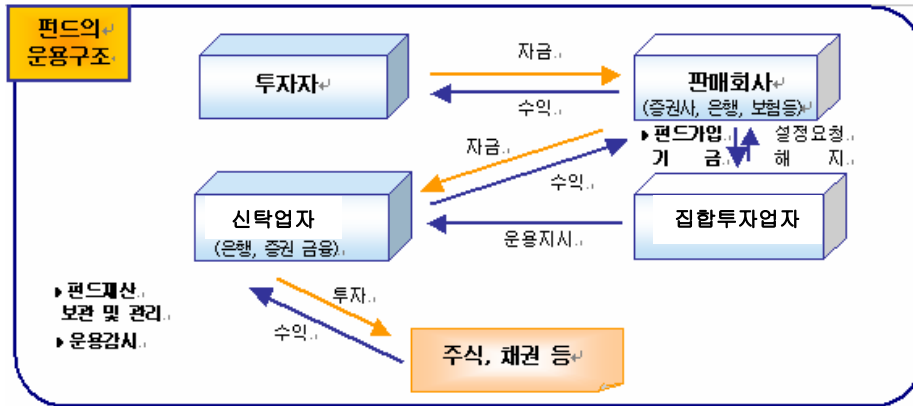 펀드의
운용구조
투자자
자금
수익
판매회사
(증권사, 은행, 보험등)
펀드가입
기 금
설정요청
해 지
자금
수익
신탁업자
(은행, 증권 금융)
운용지시
집합투자업자
펀드재산
보관 및 관리
운용감시
투자
수익
주식, 채권 등